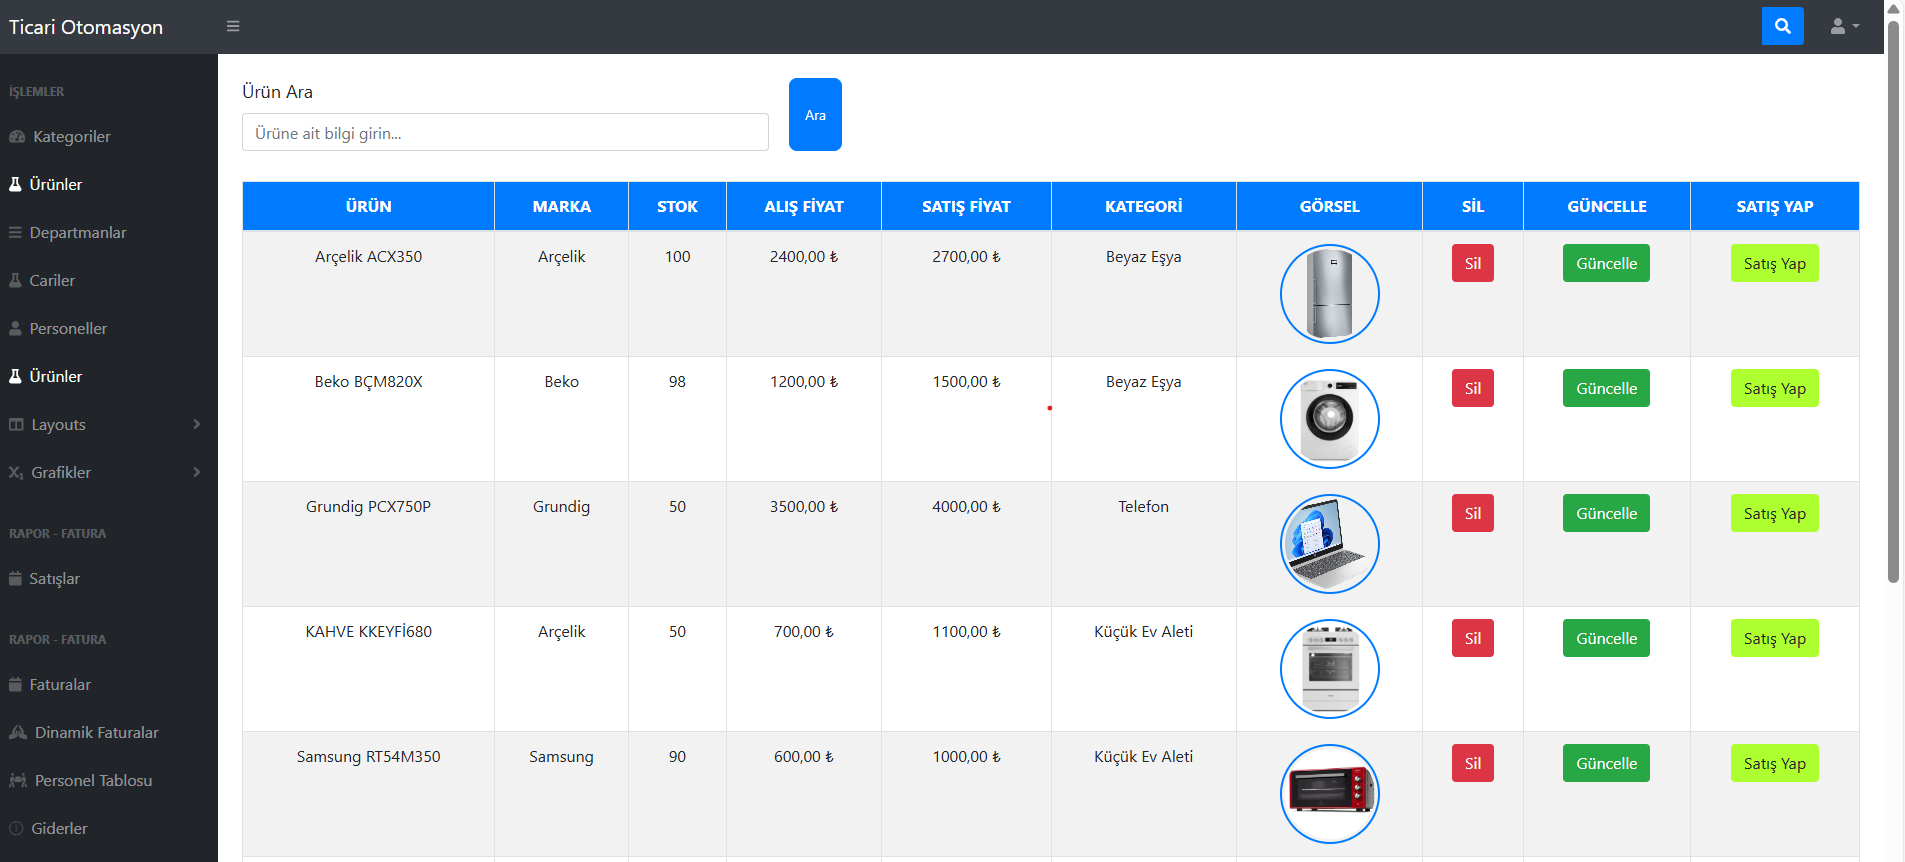 Ticari Otomasyon
İŞLEMLER
Kategoriler
Ürünler
Departmanlar
Cariler
Personeller
Ürünler
Layouts
Grafikler
RAPOR - FATURA
Satışlar
RAPOR - FATURA
Faturalar
Dinamik Faturalar
Personel Tablosu
Giderler
Ürün Ara
Ürüne ait bilgi girin...
Ara
ÜRÜN MARKA STOK ALIŞ FİYAT SATIŞ FİYAT KATEGORİ GÖRSEL SİL GÜNCELLE SATIŞ YAP
Arçelik ACX350 Arçelik 100 2400,00 ₺ 2700,00 ₺ Beyaz Eşya Sil Güncelle Satış Yap
Beko BÇM820X Beko 98 1200,00 ₺ 1500,00 ₺ Beyaz Eşya Sil Güncelle Satış Yap
Grundig PCX750P Grundig 50 3500,00 ₺ 4000,00 ₺ Telefon Sil Güncelle Satış Yap
KAHVE KKEYFİ680 Arçelik 50 700,00 ₺ 1100,00 ₺ Küçük Ev Aleti Sil Güncelle Satış Yap
Samsung RT54M350 Samsung 90 600,00 ₺ 1000,00 ₺ Küçük Ev Aleti Sil Güncelle Satış Yap